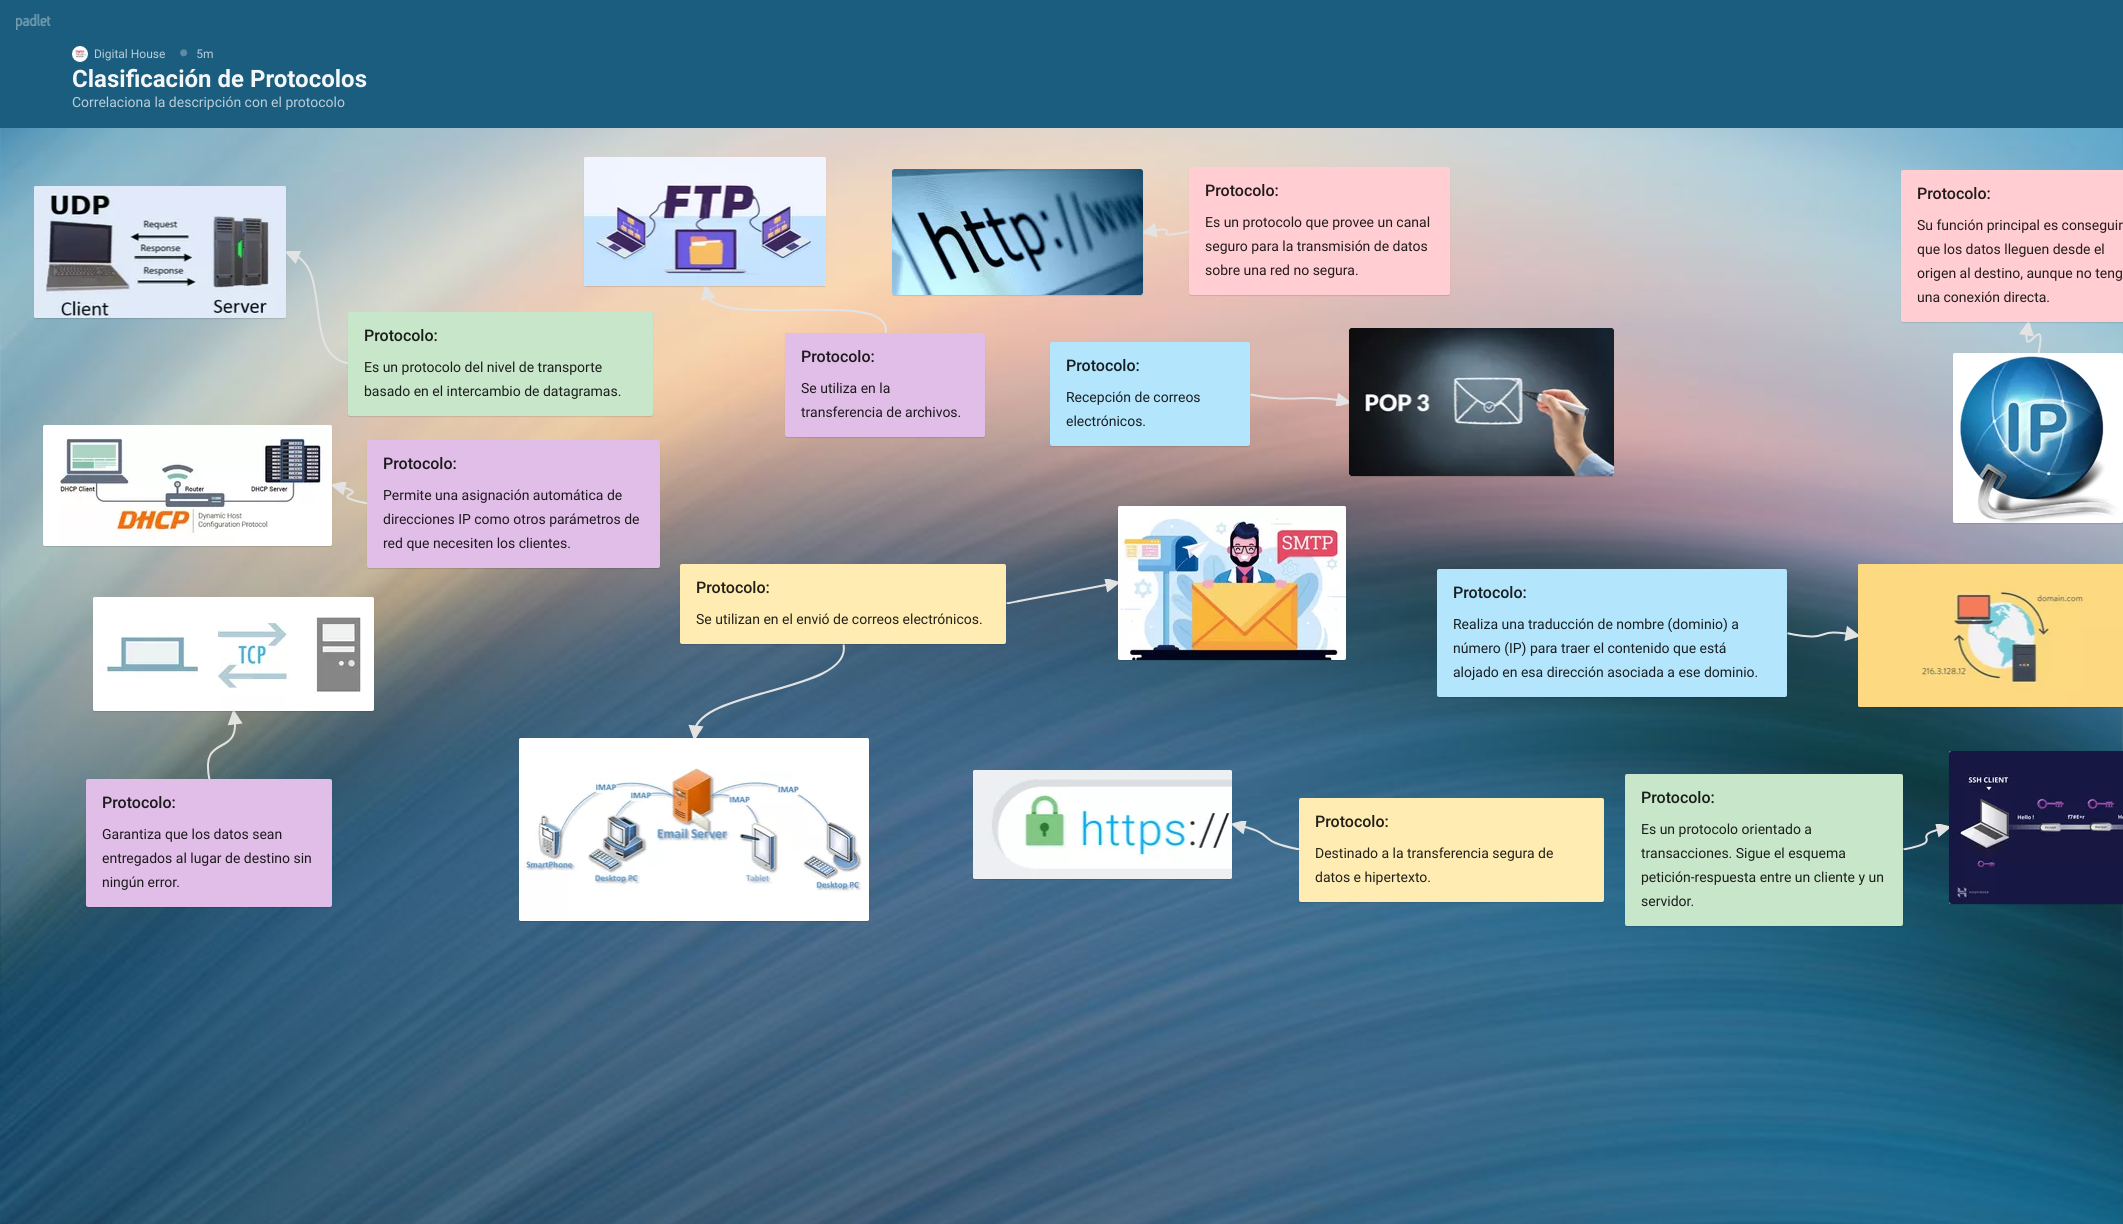 padlet
Digital House
5m
Clasificación de Protocolos
Correlaciona la descripción con el protocolo
UDP
Request
Response
Response
Client
Server
Protocolo:
Es un protocolo del nivel de transporte
basado en el intercambio de datagramas.
FTP
Protocolo:
Se utiliza en la
transferencia de archivos.
http://www
Protocolo:
Es un protocolo que provee un canal
seguro para la transmisión de datos
sobre una red no segura.
Protocolo:
Recepción de correos
electrónicos.
POP 3
Protocolo:
Su función principal es conseguir
que los datos lleguen desde el
origen al destino, aunque no teng
una conexión directa.
IP
DHCP Client
Router
DHCP Server
DHCP
Dynamic Host
Configuration Protocol
Protocolo:
Permite una asignación automática de
direcciones IP como otros parámetros de
red que necesiten los clientes.
TCP
Protocolo:
Garantiza que los datos sean
entregados al lugar de destino sin
ningún error.
Protocolo:
Se utilizan en el envió de correos electrónicos.
SMTP
IMAP
IMAP
IMAP
IMAP
Email Server
SmartPhone
Desktop PC
Tablet
Desktop PC
Protocolo:
Realiza una traducción de nombre (dominio) a
número (IP) para traer el contenido que está
alojado en esa dirección asociada a ese dominio.
domain.com
216.3.128.12
https://
Protocolo:
Destinado a la transferencia segura de
datos e hipertexto.
Protocolo:
Es un protocolo orientado a
transacciones. Sigue el esquema
petición-respuesta entre un cliente y un
servidor.
SSH CLIENT
Hello !